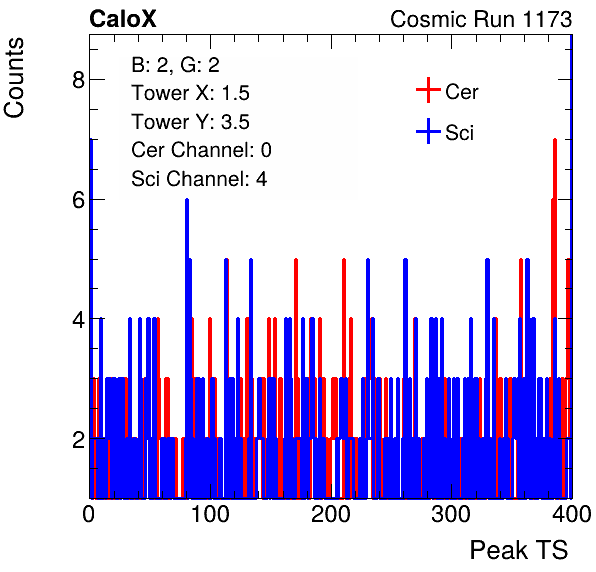 CaloX Cosmic Run 1173
Counts
B: 2, G: 2
Tower X: 1.5
Tower Y: 3.5
Cer Channel: 0
Sci Channel: 4
Cer
Sci
8
6
4
2
0 100 200 300 400
Peak TS